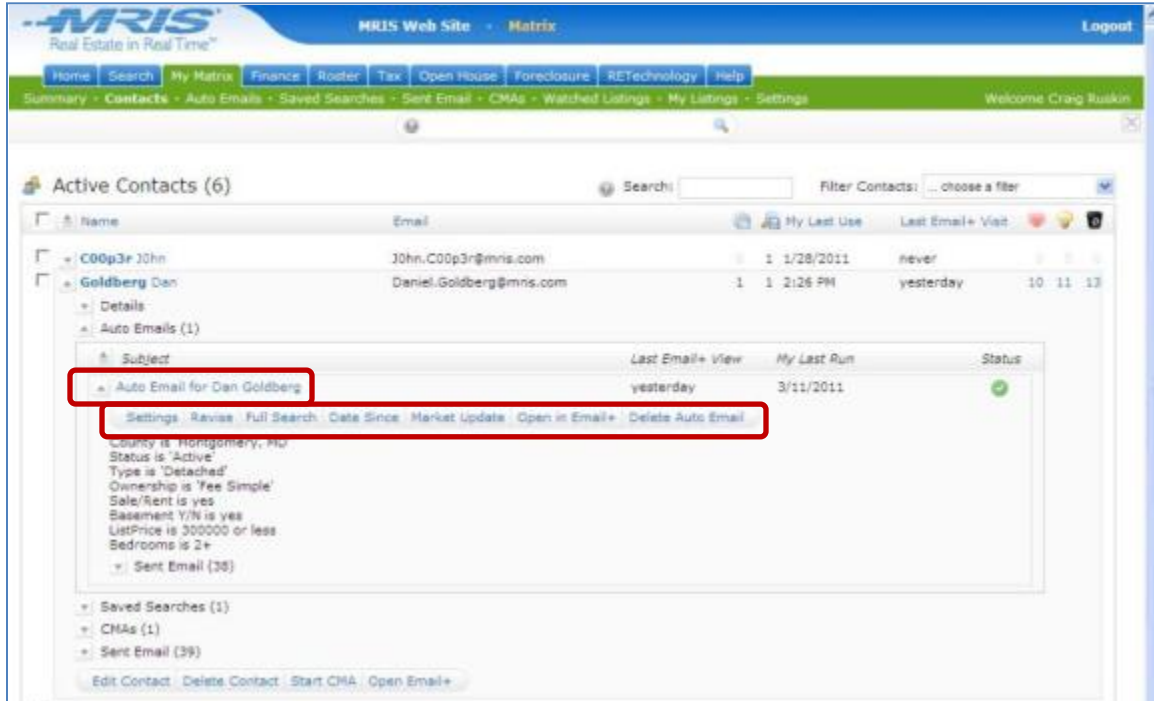 MRIS
Real Estate in Real Time™
MRIS Web Site - Matrix Logout
Home Search My Matrix Finance Roster Tax Open House Foreclosure RETechnology Help
Summary · Contacts · Auto Emails · Saved Searches · Sent Email · CMAs · Watched Listings · My Listings · Settings Welcome Craig Ruskin
Active Contacts (6) Search: Filter Contacts: ... choose a filter
Name Email My Last Use Last Email+ Visit
C00p3r J0hn J0hn.C00p3r@mris.com 1 1/28/2011 never
Goldberg Dan Daniel.Goldberg@mris.com 1 1 2:26 PM yesterday 10 11 13
Details
Auto Emails (1)
Subject Last Email+ View My Last Run Status
Auto Email for Dan Goldberg yesterday 3/11/2011
Settings Revise Full Search Date Since Market Update Open in Email+ Delete Auto Email
County is 'Montgomery, MD'
Status is 'Active'
Type is 'Detached'
Ownership is 'Fee Simple'
Sale/Rent is yes
Basement Y/N is yes
ListPrice is 300000 or less
Bedrooms is 2+
Sent Email (38)
Saved Searches (1)
CMAs (1)
Sent Email (39)
Edit Contact Delete Contact Start CMA Open Email+